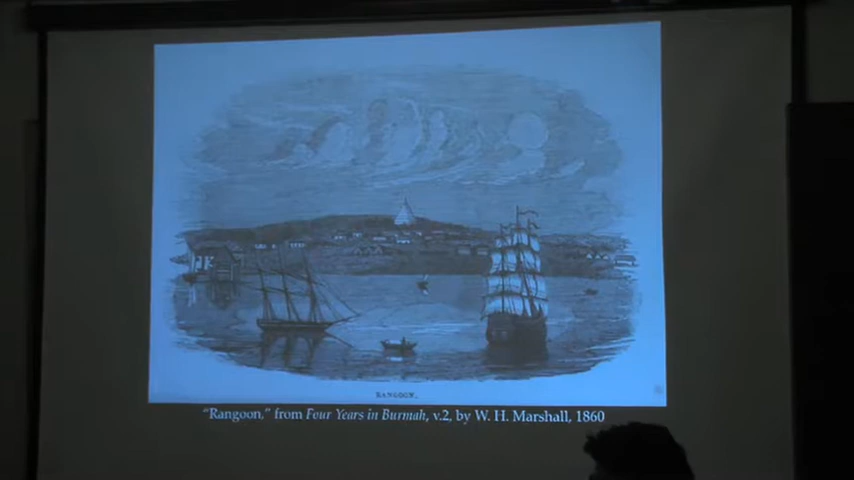 RANGOON.
"Rangoon," from Four Years in Burmah, v.2, by W. H. Marshall, 1860